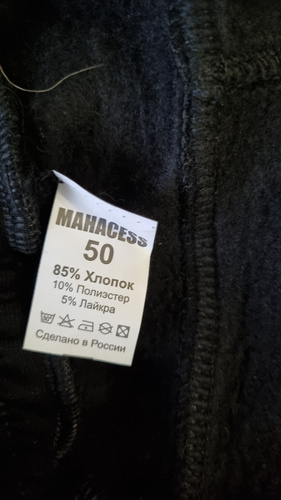 MAHACESS
50
85% Хлопок
10% Полиэстер
5% Лайкра
Сделано в России